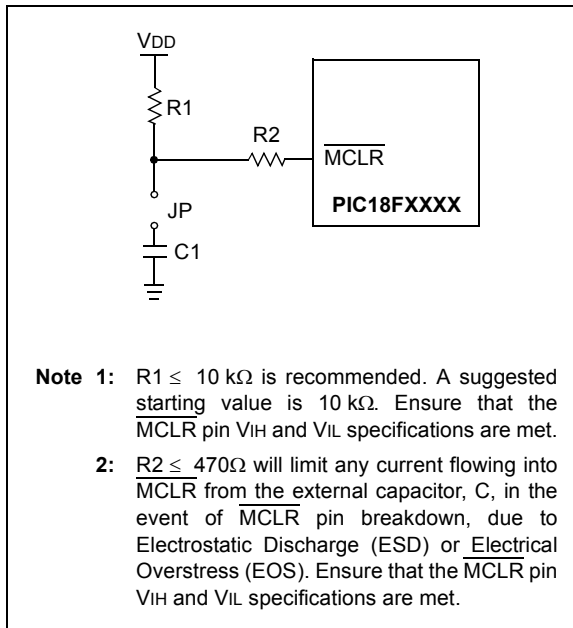 VDD
R1
R2
MCLR
JP
PIC18FXXXX
C1
Note 1: R1 ≤ 10 kΩ is recommended. A suggested
starting value is 10 kΩ. Ensure that the
MCLR pin VIH and VIL specifications are met.
2: R2 ≤ 470Ω will limit any current flowing into
MCLR from the external capacitor, C, in the
event of MCLR pin breakdown, due to
Electrostatic Discharge (ESD) or Electrical
Overstress (EOS). Ensure that the MCLR pin
VIH and VIL specifications are met.